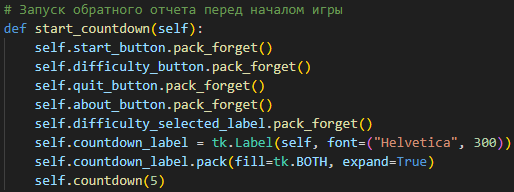 # Запуск обратного отчета перед началом игры
def start_countdown(self):
    self.start_button.pack_forget()
    self.difficulty_button.pack_forget()
    self.quit_button.pack_forget()
    self.about_button.pack_forget()
    self.difficulty_selected_label.pack_forget()
    self.countdown_label = tk.Label(self, font=("Helvetica", 300))
    self.countdown_label.pack(fill=tk.BOTH, expand=True)
    self.countdown(5)